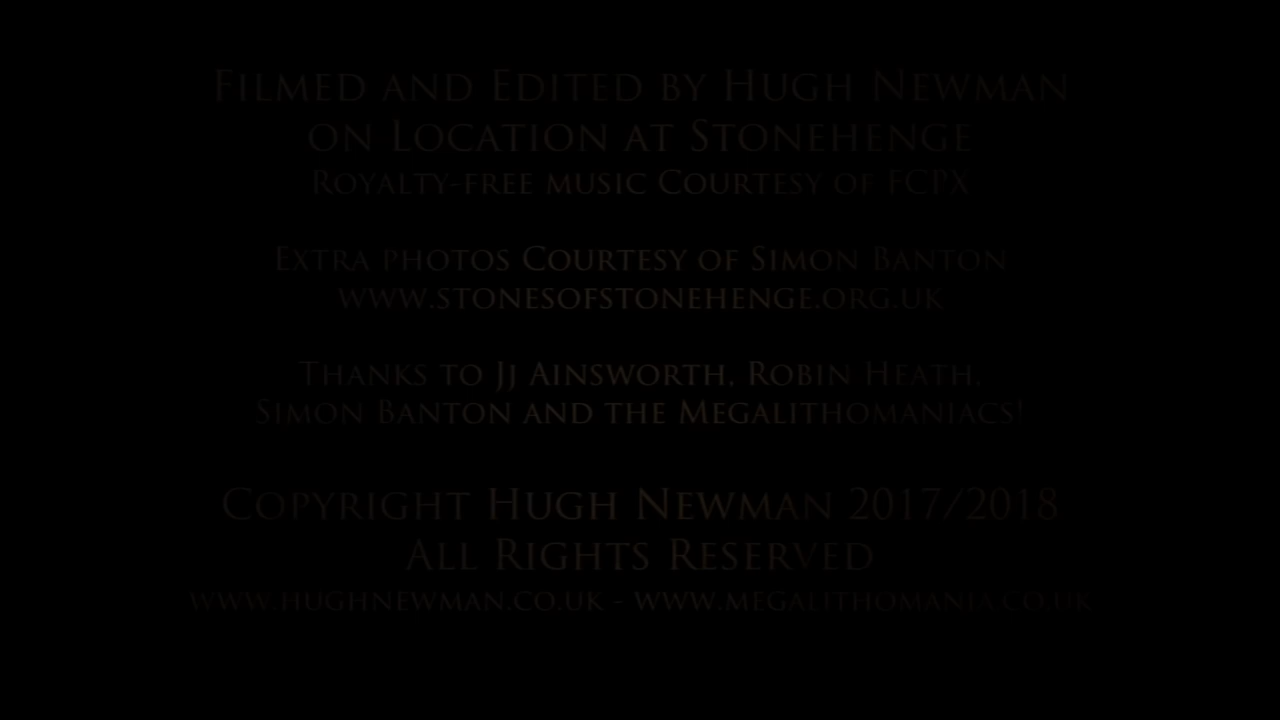 Filmed and Edited by Hugh Newman
on Location at Stonehenge
Royalty-free music Courtesy of FCPX
Extra photos Courtesy of Simon Banton
www.stonesofstonehenge.org.uk
Thanks to Jj Ainsworth, Robin Heath,
Simon Banton and the Megalithomaniacs!
Copyright Hugh Newman 2017/2018
All Rights Reserved
www.hughnewman.co.uk - www.megalithomania.co.uk